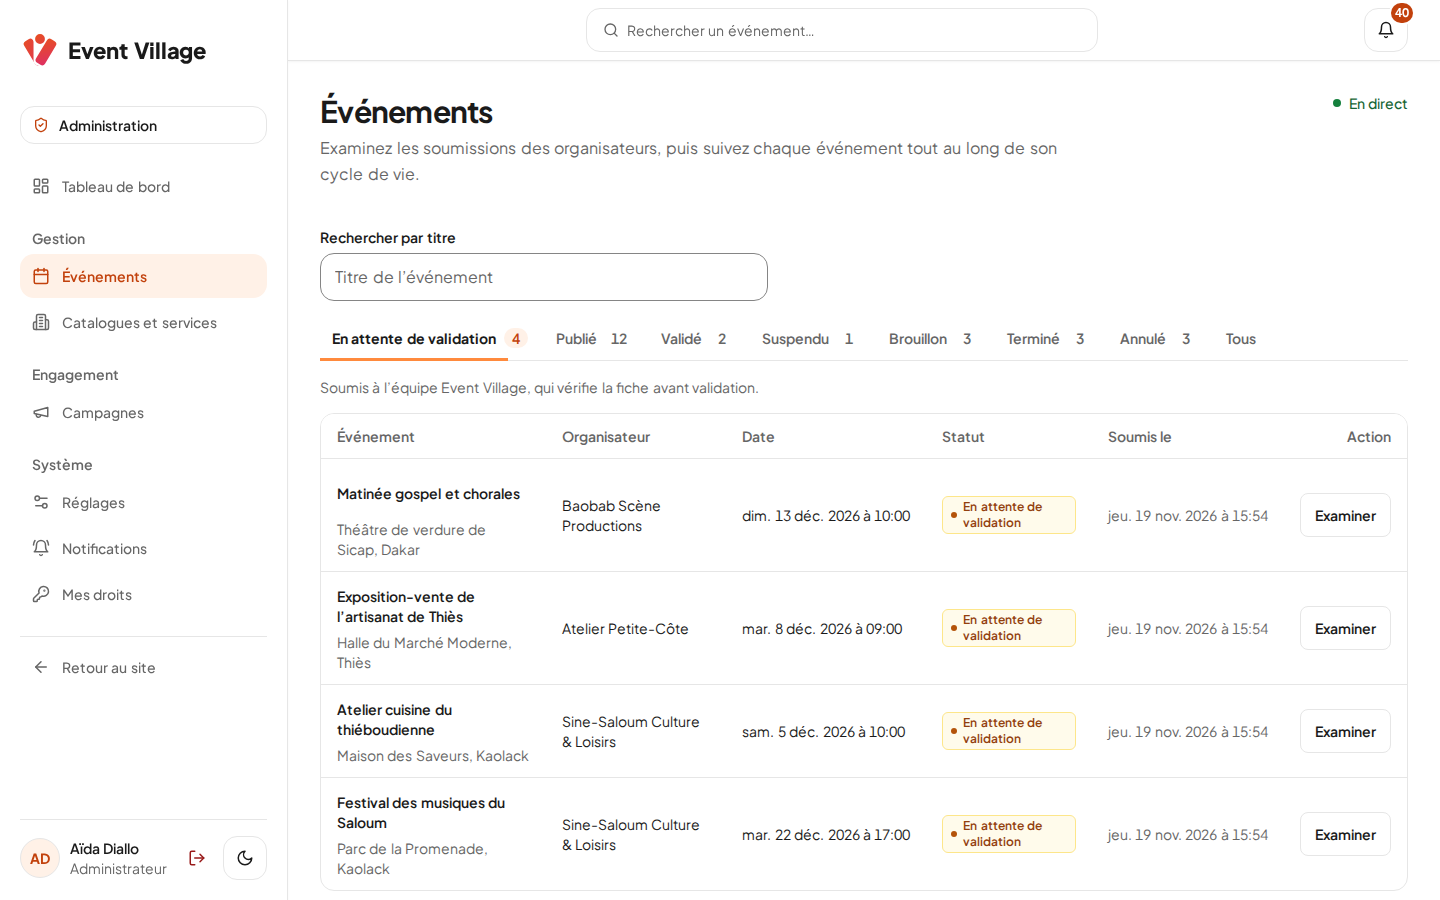 Event Village
Administration
Tableau de bord
Gestion
Événements
Catalogues et services
Engagement
Campagnes
Système
Réglages
Notifications
Mes droits
Retour au site
AD
Aïda Diallo
Administrateur
Rechercher un événement…
40
Événements
En direct
Examinez les soumissions des organisateurs, puis suivez chaque événement tout au long de son
cycle de vie.
Rechercher par titre
Titre de l’événement
En attente de validation 4 Publié 12 Validé 2 Suspendu 1 Brouillon 3 Terminé 3 Annulé 3 Tous
Soumis à l’équipe Event Village, qui vérifie la fiche avant validation.
Événement Organisateur Date Statut Soumis le Action
Matinée gospel et chorales
Théâtre de verdure de
Sicap, Dakar
Baobab Scène
Productions
dim. 13 déc. 2026 à 10:00
En attente de
validation
jeu. 19 nov. 2026 à 15:54
Examiner
Exposition-vente de
l’artisanat de Thiès
Halle du Marché Moderne,
Thiès
Atelier Petite-Côte
mar. 8 déc. 2026 à 09:00
En attente de
validation
jeu. 19 nov. 2026 à 15:54
Examiner
Atelier cuisine du
thiéboudienne
Maison des Saveurs, Kaolack
Sine-Saloum Culture
& Loisirs
sam. 5 déc. 2026 à 10:00
En attente de
validation
jeu. 19 nov. 2026 à 15:54
Examiner
Festival des musiques du
Saloum
Parc de la Promenade,
Kaolack
Sine-Saloum Culture
& Loisirs
mar. 22 déc. 2026 à 17:00
En attente de
validation
jeu. 19 nov. 2026 à 15:54
Examiner